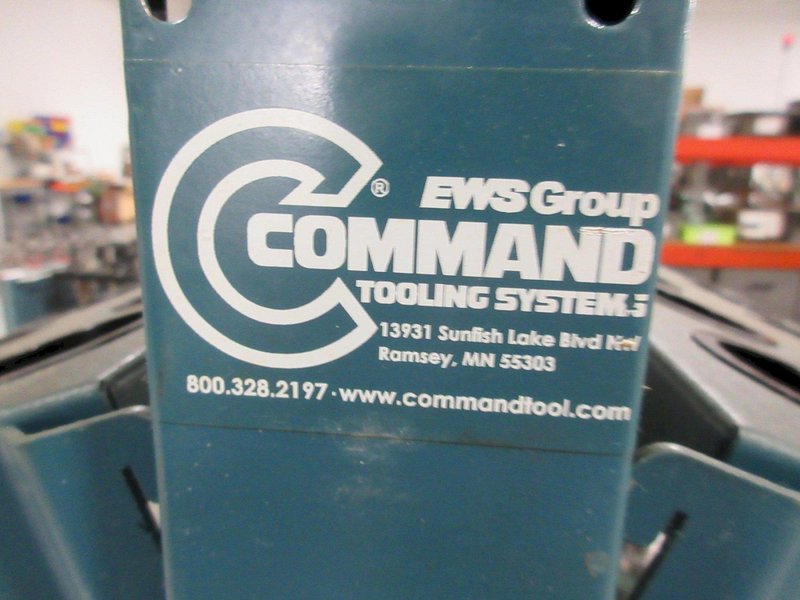 ®
EWS Group
COMMAND
TOOLING SYSTEMS
13931 Sunfish Lake Blvd NW
Ramsey, MN 55303
800.328.2197 · www.commandtool.com